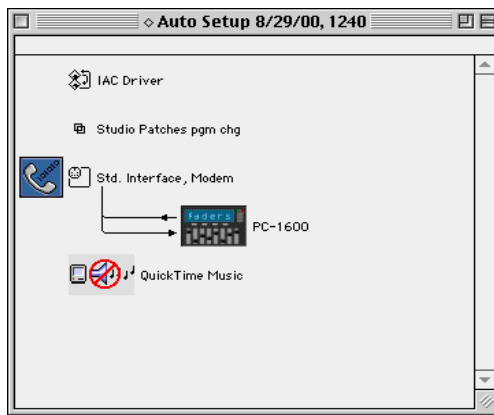 ◇ Auto Setup 8/29/00, 1240
IAC Driver
Studio Patches pgm chg
Std. Interface, Modem
faders
PC-1600
QuickTime Music